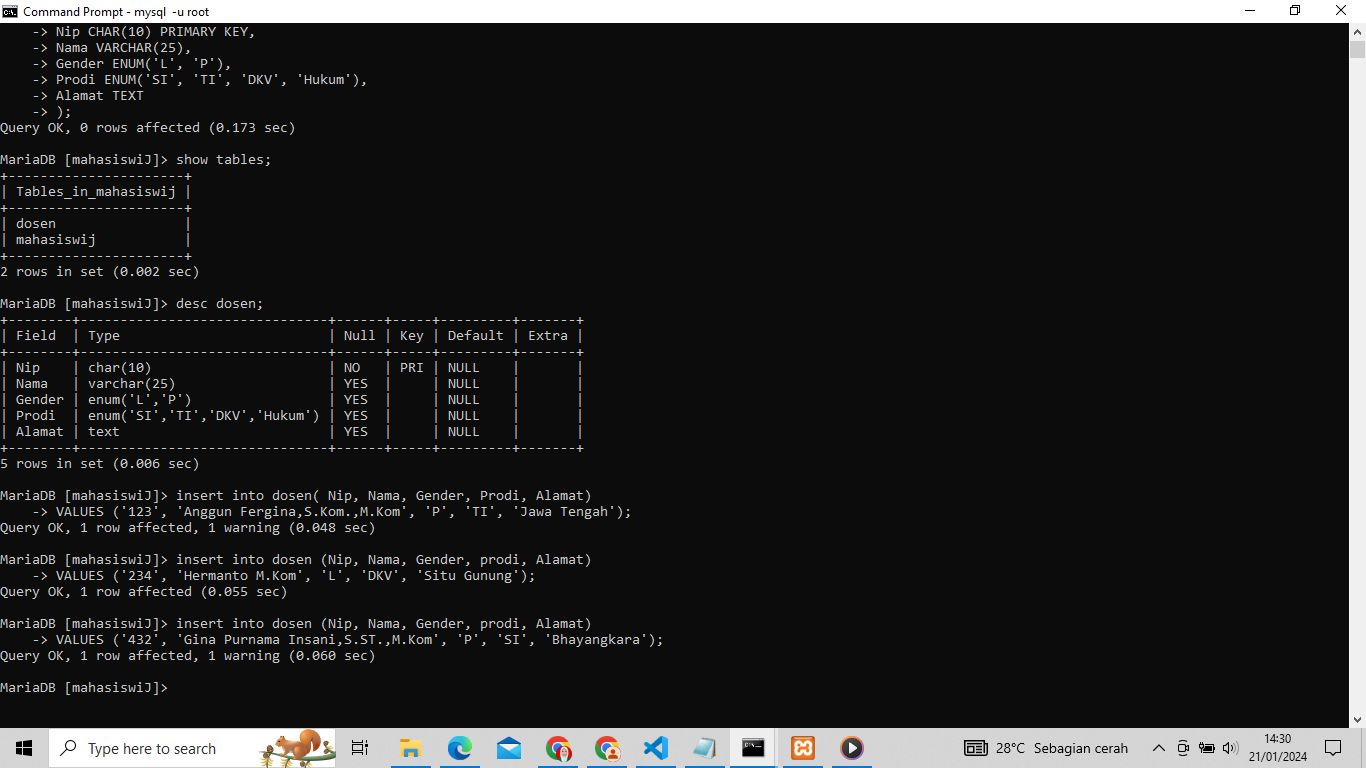 Command Prompt - mysql  -u root
    -> Nip CHAR(10) PRIMARY KEY,
    -> Nama VARCHAR(25),
    -> Gender ENUM('L', 'P'),
    -> Prodi ENUM('SI', 'TI', 'DKV', 'Hukum'),
    -> Alamat TEXT
    -> );
Query OK, 0 rows affected (0.173 sec)
MariaDB [mahasiswiJ]> show tables;
+----------------------+
| Tables_in_mahasiswij |
+----------------------+
| dosen                |
| mahasiswij           |
+----------------------+
2 rows in set (0.002 sec)
MariaDB [mahasiswiJ]> desc dosen;
+--------+-------------------------------+------+-----+---------+-------+
| Field  | Type                          | Null | Key | Default | Extra |
+--------+-------------------------------+------+-----+---------+-------+
| Nip    | char(10)                      | NO   | PRI | NULL    |       |
| Nama   | varchar(25)                   | YES  |     | NULL    |       |
| Gender | enum('L','P')                 | YES  |     | NULL    |       |
| Prodi  | enum('SI','TI','DKV','Hukum') | YES  |     | NULL    |       |
| Alamat | text                          | YES  |     | NULL    |       |
+--------+-------------------------------+------+-----+---------+-------+
5 rows in set (0.006 sec)
MariaDB [mahasiswiJ]> insert into dosen( Nip, Nama, Gender, Prodi, Alamat)
    -> VALUES ('123', 'Anggun Fergina,S.Kom.,M.Kom', 'P', 'TI', 'Jawa Tengah');
Query OK, 1 row affected, 1 warning (0.048 sec)
MariaDB [mahasiswiJ]> insert into dosen (Nip, Nama, Gender, prodi, Alamat)
    -> VALUES ('234', 'Hermanto M.Kom', 'L', 'DKV', 'Situ Gunung');
Query OK, 1 row affected (0.055 sec)
MariaDB [mahasiswiJ]> insert into dosen (Nip, Nama, Gender, prodi, Alamat)
    -> VALUES ('432', 'Gina Purnama Insani,S.ST.,M.Kom', 'P', 'SI', 'Bhayangkara');
Query OK, 1 row affected, 1 warning (0.060 sec)
MariaDB [mahasiswiJ]>
Type here to search
28°C  Sebagian cerah
14:30
21/01/2024